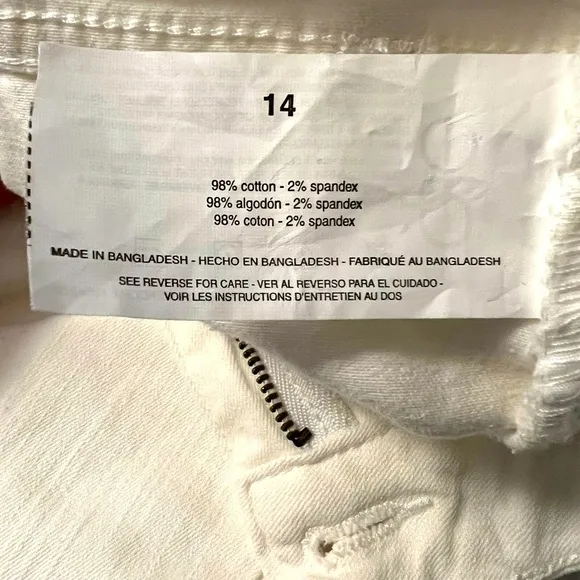 14
98% cotton - 2% spandex
98% algodón - 2% spandex
98% coton - 2% spandex
MADE IN BANGLADESH - HECHO EN BANGLADESH - FABRIQUÉ AU BANGLADESH
SEE REVERSE FOR CARE - VER AL REVERSO PARA EL CUIDADO -
VOIR LES INSTRUCTIONS D'ENTRETIEN AU DOS